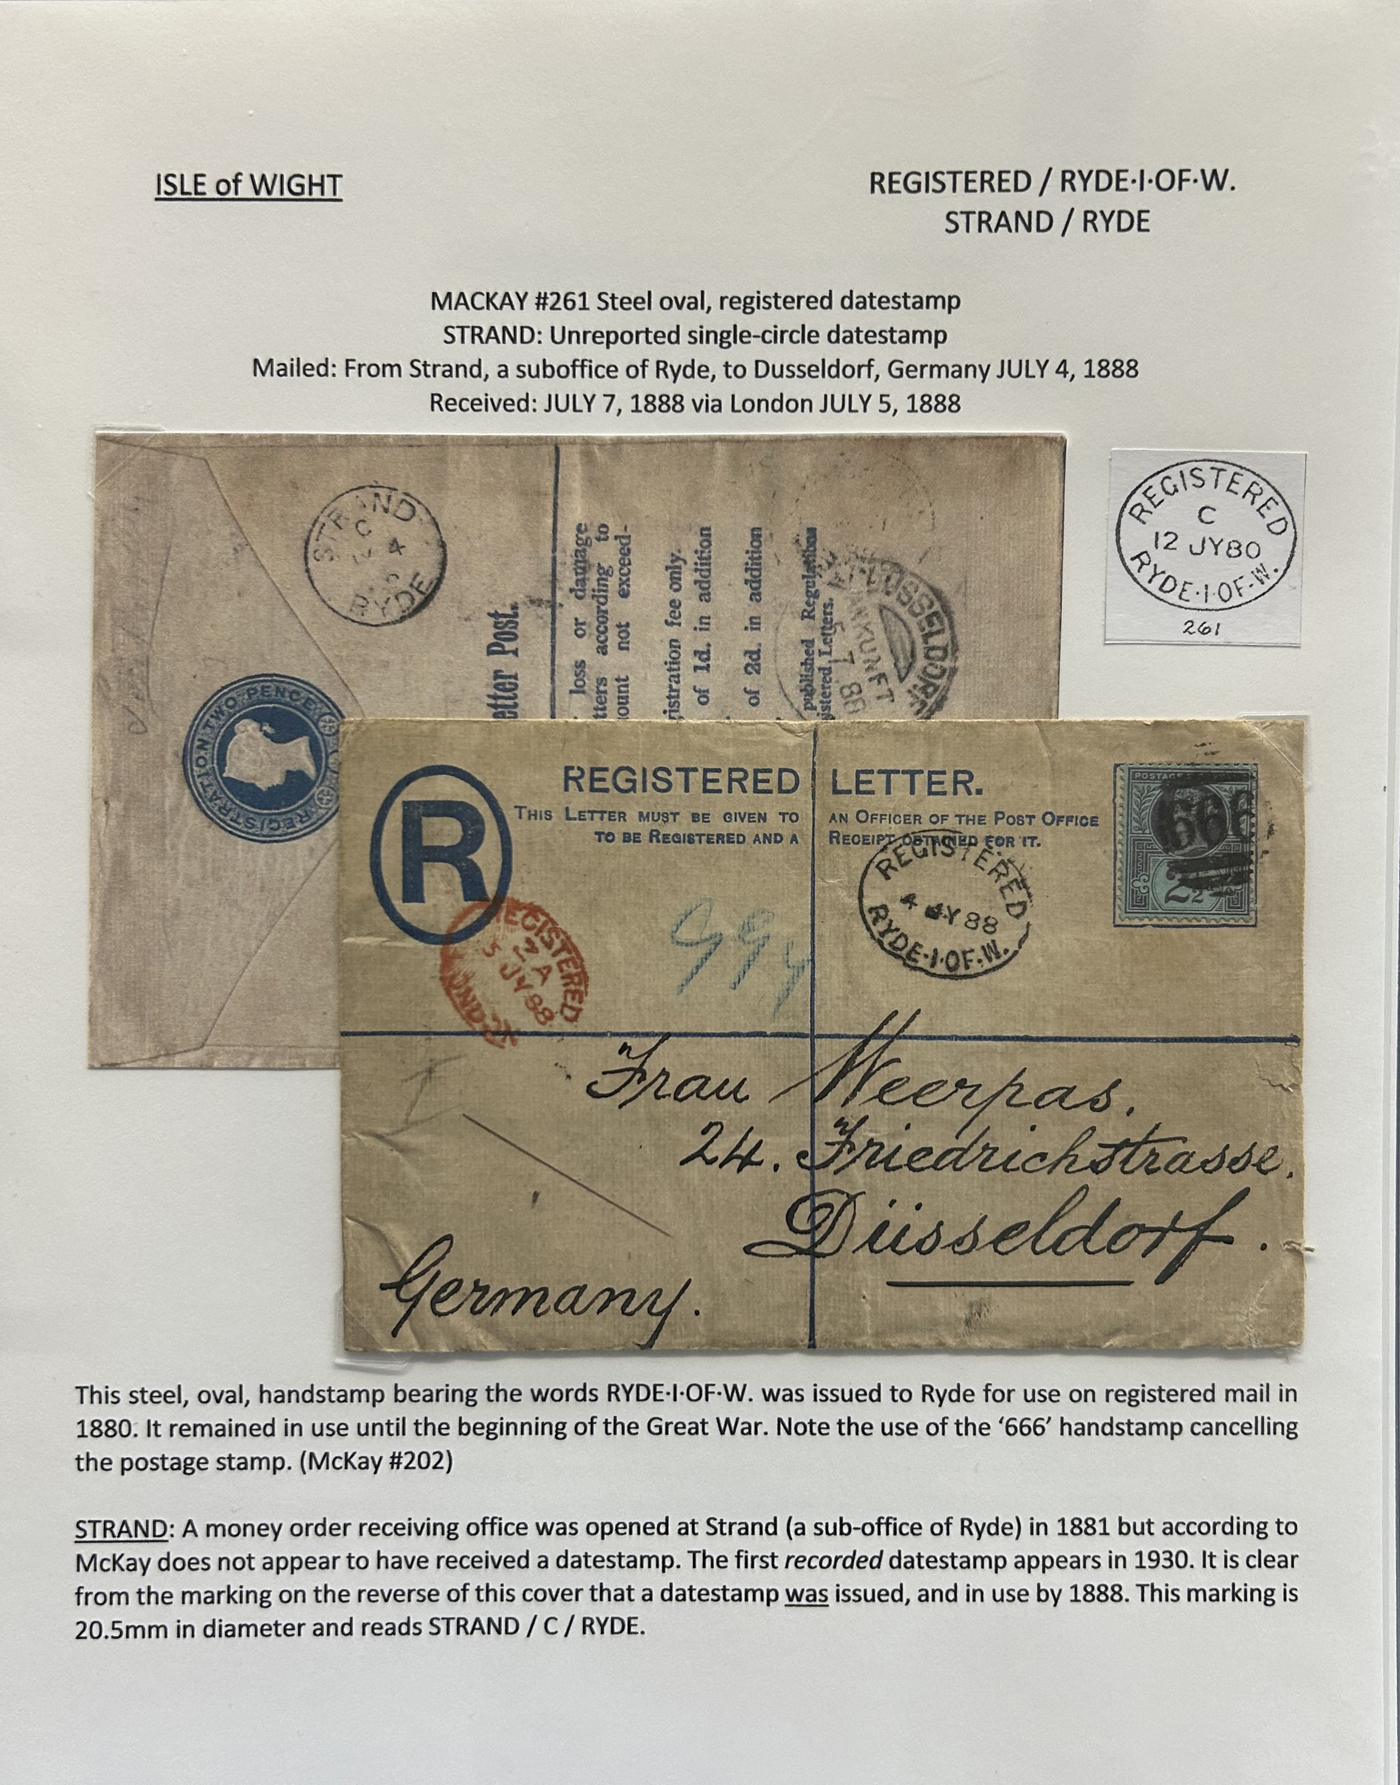 ISLE of WIGHT
REGISTERED / RYDE·I·OF·W.
STRAND / RYDE
MACKAY #261 Steel oval, registered datestamp
STRAND: Unreported single-circle datestamp
Mailed: From Strand, a suboffice of Ryde, to Dusseldorf, Germany JULY 4, 1888
Received: JULY 7, 1888 via London JULY 5, 1888
STRAND
C
4
RYDE
REGISTRATION TWO PENCE
etter Post.
loss or damage
tters according to
ount not exceed-
istration fee only.
of 1d. in addition
of 2d. in addition
published Regulations
istered Letters.
DUSSELDORF
ANKUNFT
5
7
88
REGISTERED
C
12 JY80
RYDE·I·OF·W.
261
R
REGISTERED LETTER.
THIS LETTER MUST BE GIVEN TO AN OFFICER OF THE POST OFFICE
TO BE REGISTERED AND A RECEIPT OBTAINED FOR IT.
POSTAGE
666
2½
REGISTERED
4 JY 88
RYDE·I·OF·W.
REGISTERED
5 JY 88
LONDON
Frau Weerpas.
24. Friedrichstrasse.
Düsseldorf.
Germany.
This steel, oval, handstamp bearing the words RYDE·I·OF·W. was issued to Ryde for use on registered mail in
1880. It remained in use until the beginning of the Great War. Note the use of the ‘666’ handstamp cancelling
the postage stamp. (McKay #202)
STRAND: A money order receiving office was opened at Strand (a sub-office of Ryde) in 1881 but according to
McKay does not appear to have received a datestamp. The first recorded datestamp appears in 1930. It is clear
from the marking on the reverse of this cover that a datestamp was issued, and in use by 1888. This marking is
20.5mm in diameter and reads STRAND / C / RYDE.